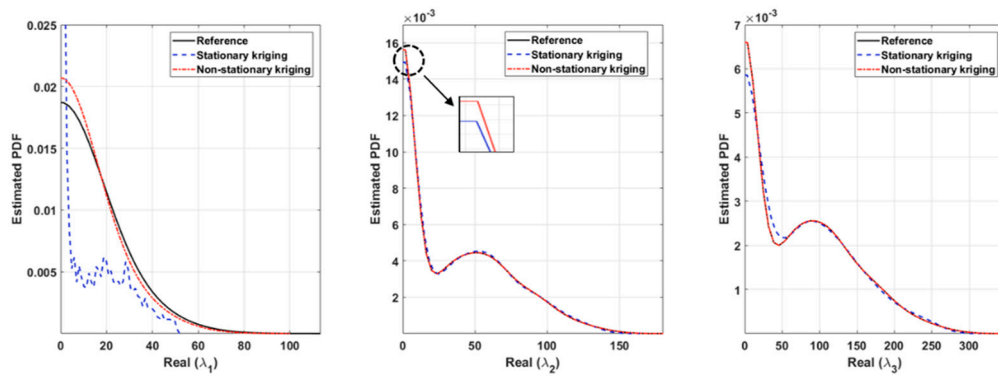 0.025
0.02
0.015
0.01
0.005
0 20 40 60 80 100
Real (λ1)
Estimated PDF
Reference
Stationary kriging
Non-stationary kriging
×10-3
16
14
12
10
8
6
4
2
0 50 100 150
Real (λ2)
Estimated PDF
Reference
Stationary kriging
Non-stationary kriging
×10-3
7
6
5
4
3
2
1
0 50 100 150 200 250 300
Real (λ3)
Estimated PDF
Reference
Stationary kriging
Non-stationary kriging